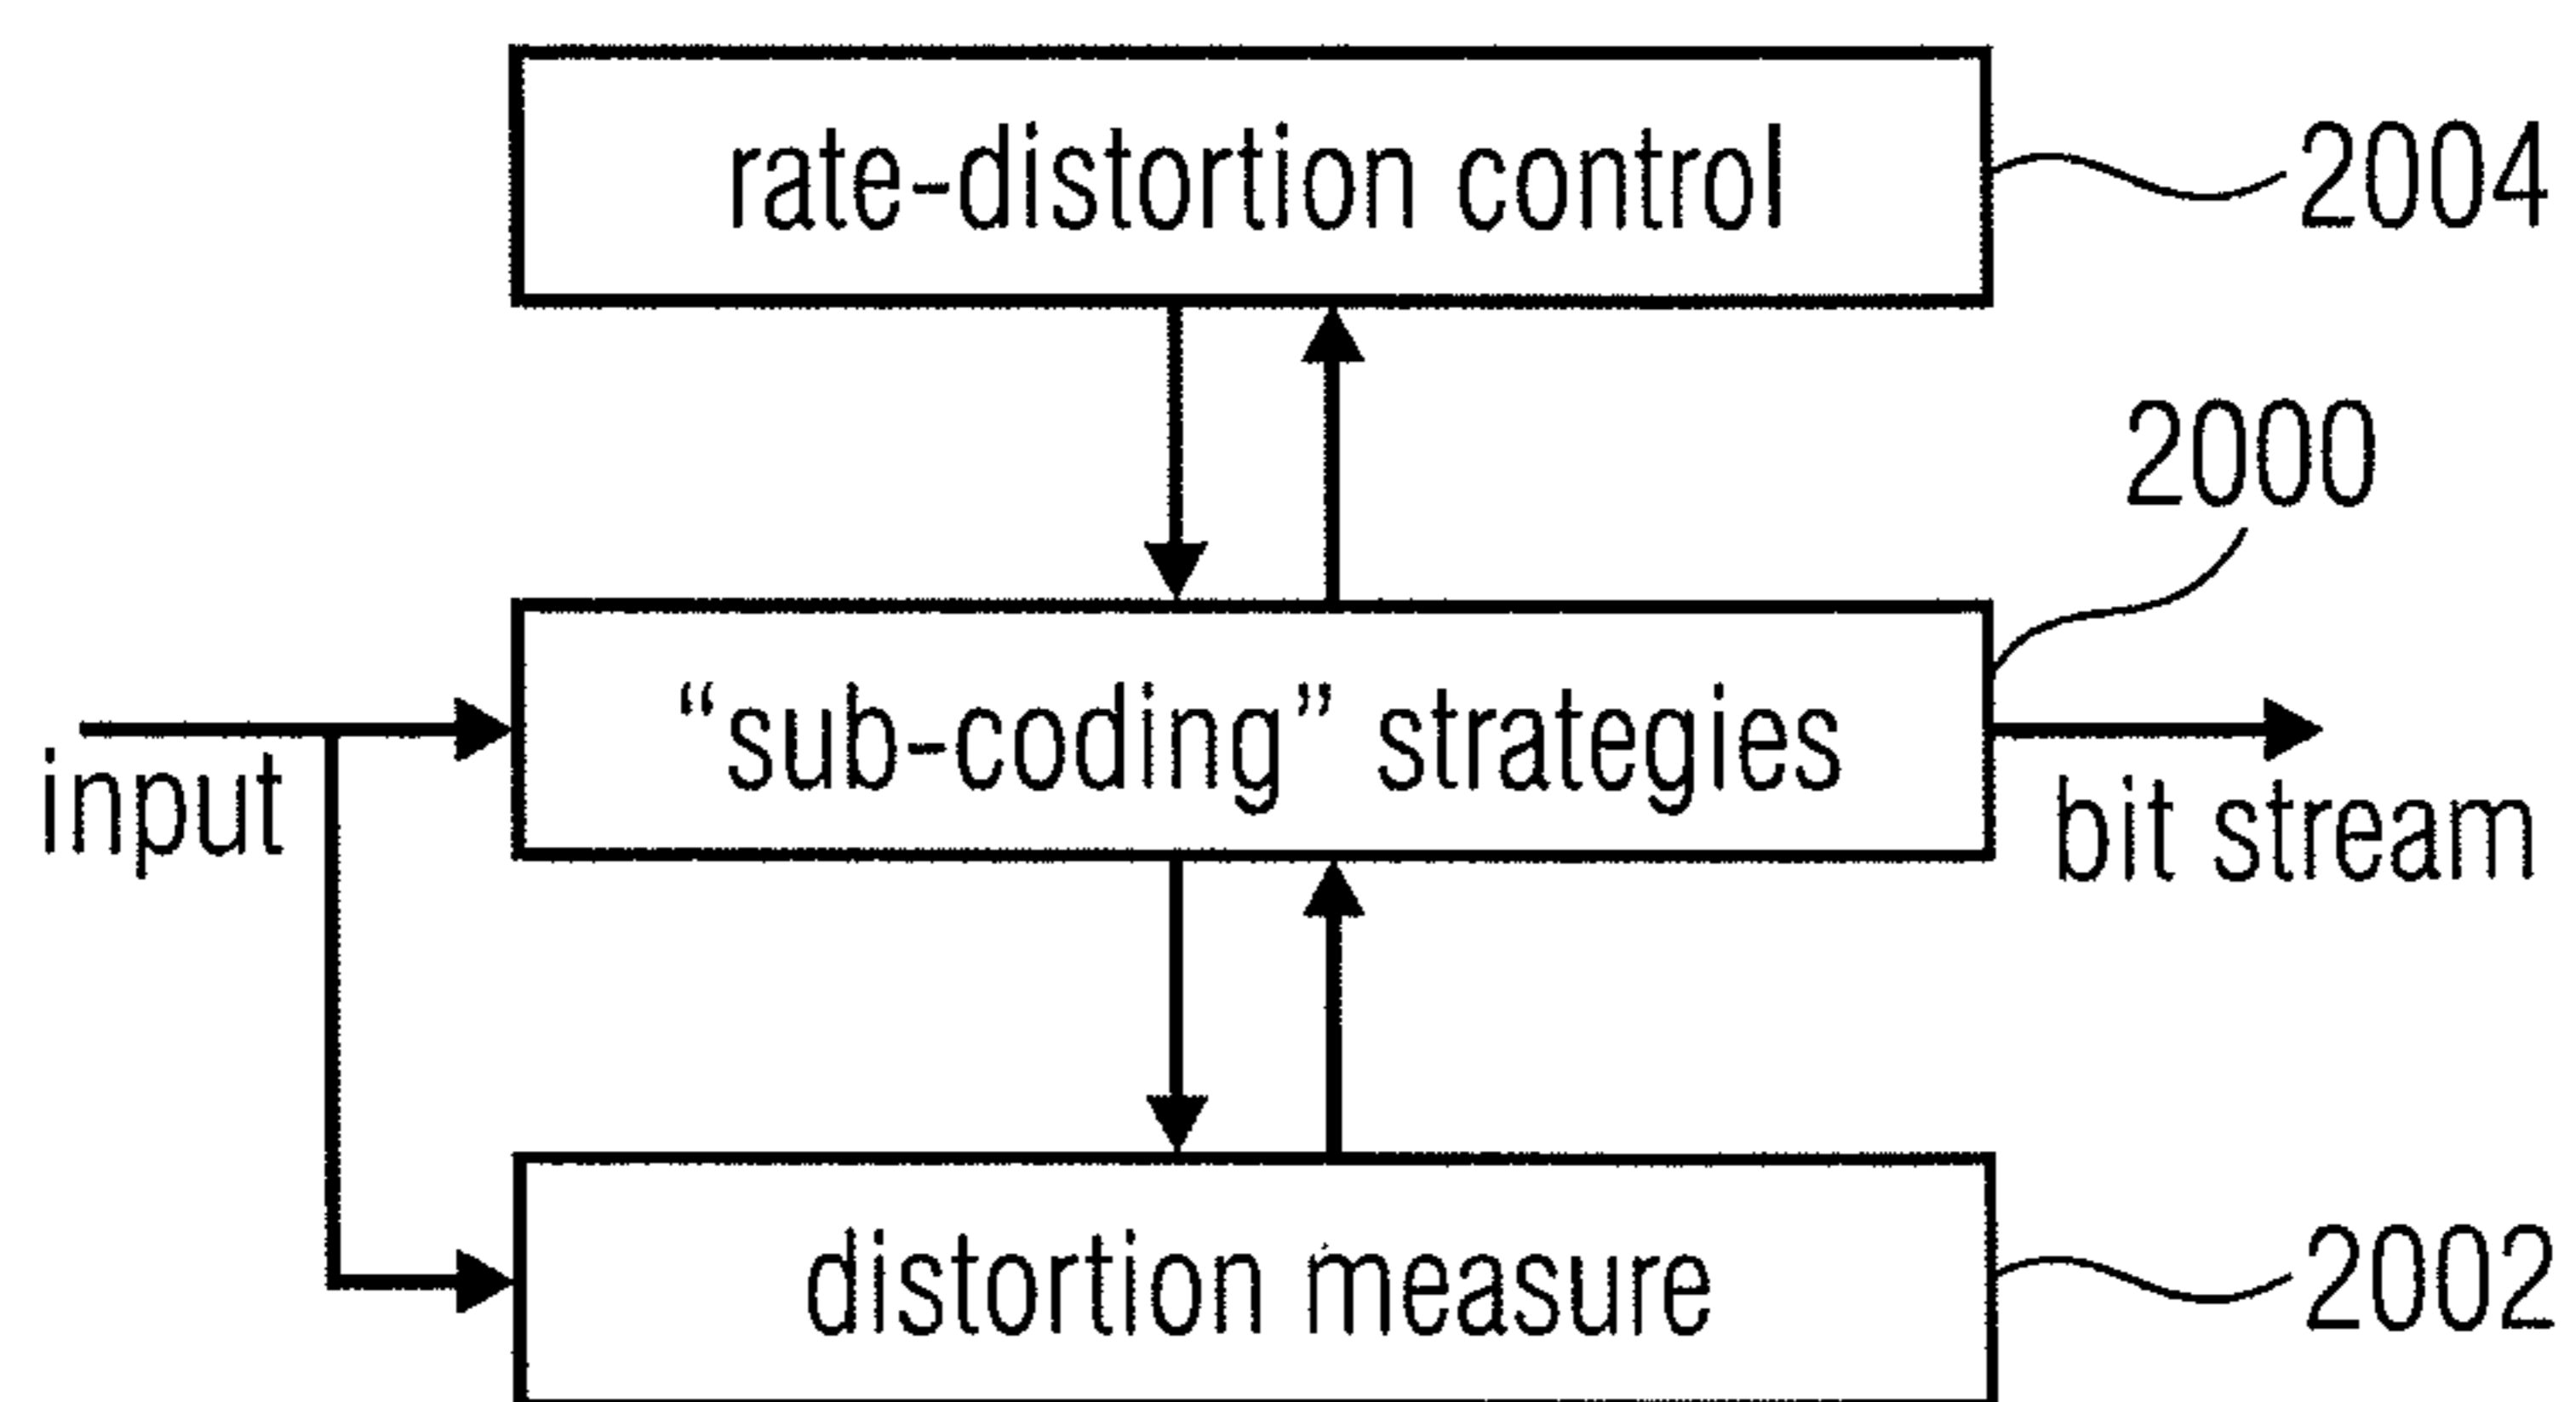 rate-distortion control
2004
2000
“sub-coding” strategies
input
bit stream
distortion measure
2002